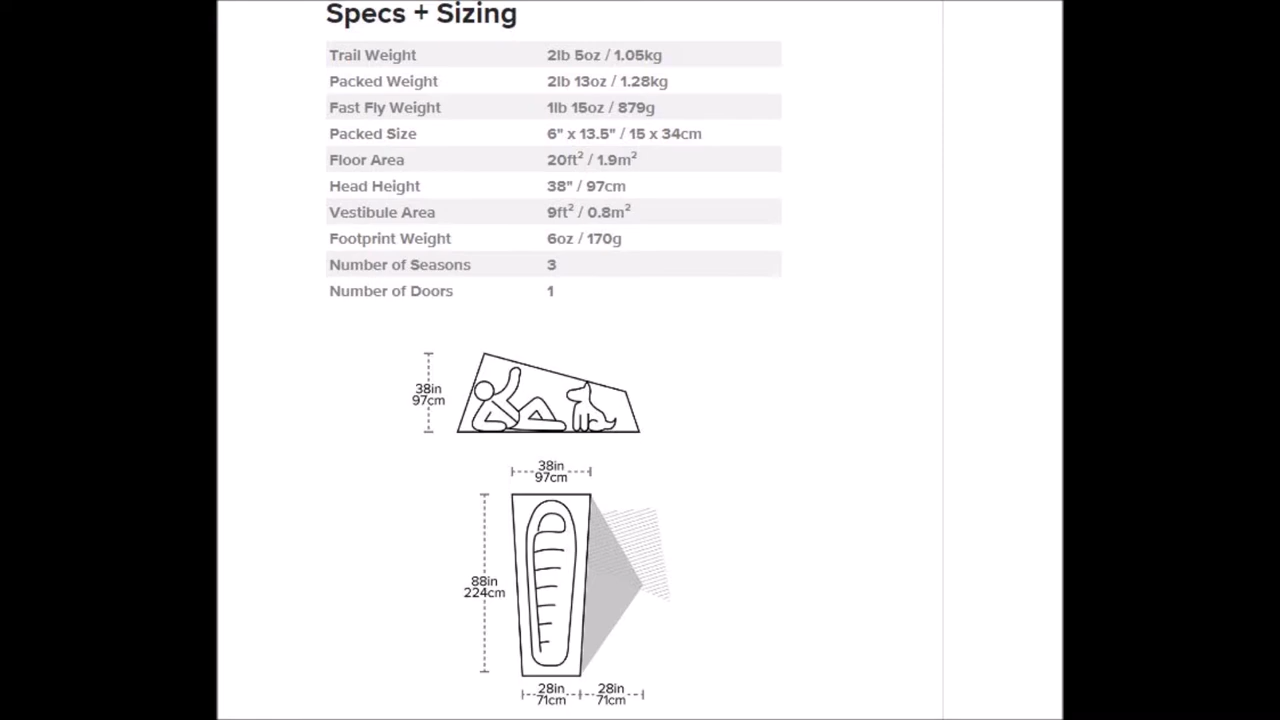 Specs + Sizing
Trail Weight 2lb 5oz / 1.05kg
Packed Weight 2lb 13oz / 1.28kg
Fast Fly Weight 1lb 15oz / 879g
Packed Size 6" x 13.5" / 15 x 34cm
Floor Area 20ft² / 1.9m²
Head Height 38" / 97cm
Vestibule Area 9ft² / 0.8m²
Footprint Weight 6oz / 170g
Number of Seasons 3
Number of Doors 1
38in
97cm
38in
97cm
88in
224cm
28in 28in
71cm 71cm